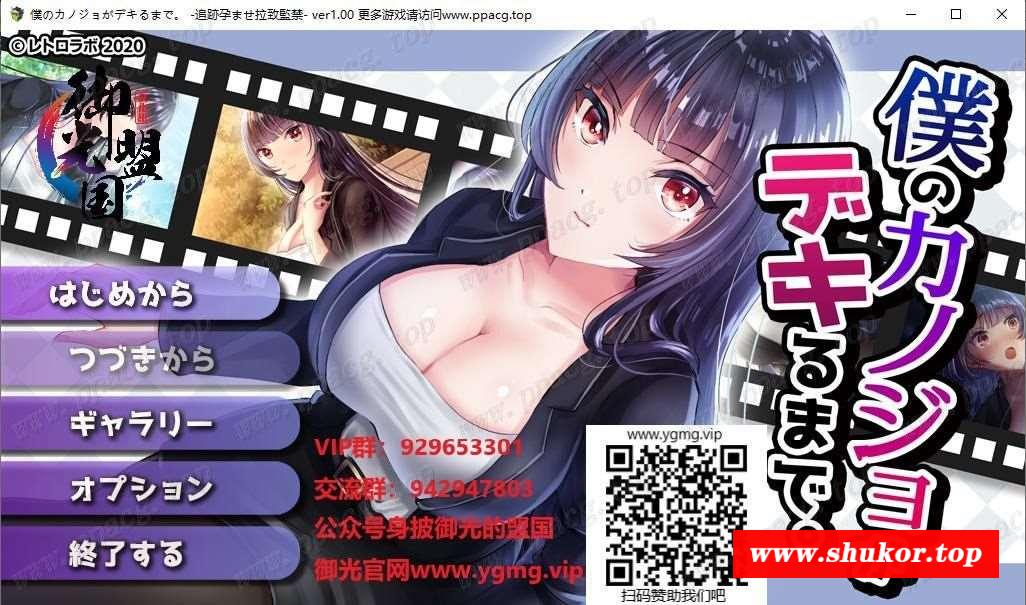 僕のカノジョがデキるまで。 -追跡孕ませ拉致監禁- ver1.00 更多游戏请访问www.ppacg.top
©レトロラボ 2020
御光盟国
僕のカノジョ
デキるまで。
はじめから
つづきから
ギャラリー
オプション
終了する
VIP群：929653301
交流群：942947803
公众号身披御光的盟国
御光官网www.ygmg.vip
www.ygmg.vip
扫码赞助我们吧
www.shukor.top
www.ppacg.top